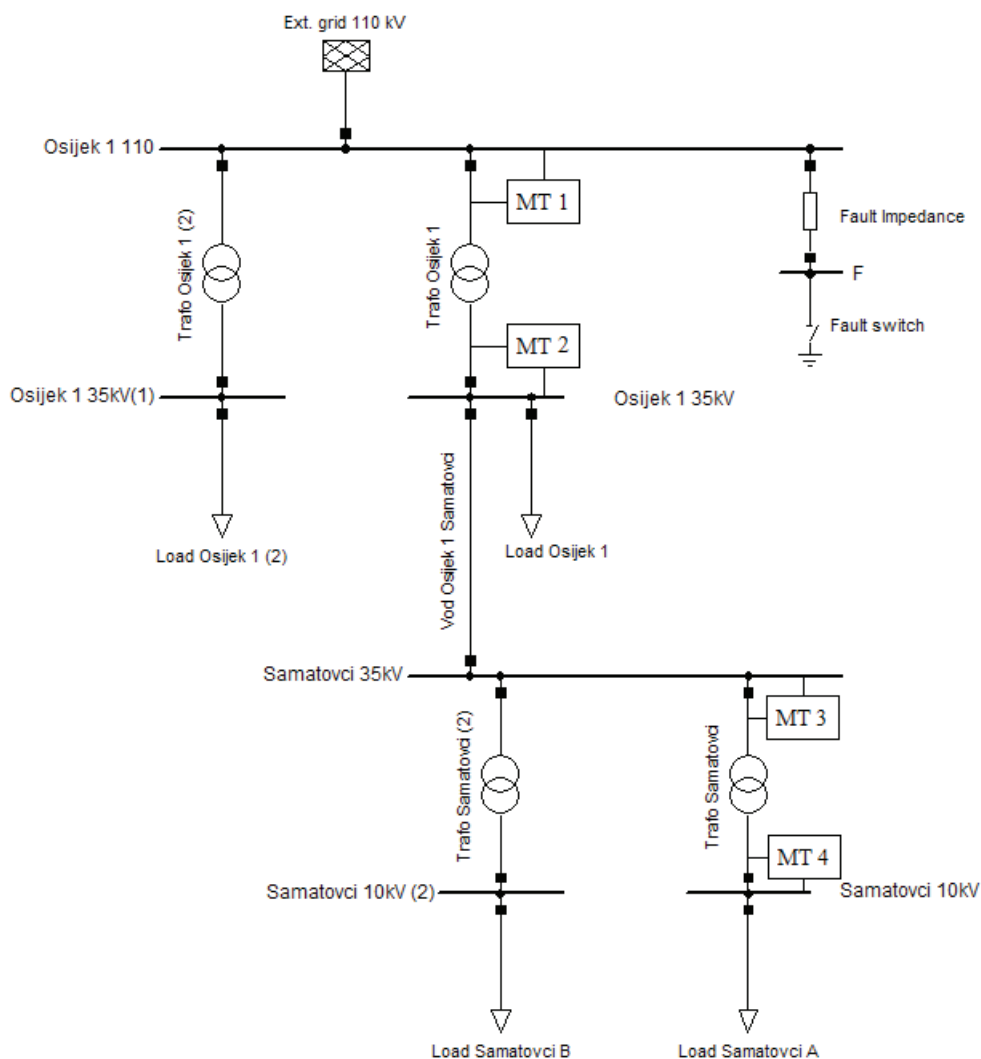 Ext. grid 110 kV
Osijek 1 110
MT 1
Trafo Osijek 1 (2)
Trafo Osijek 1
Fault Impedance
F
MT 2
Fault switch
Osijek 1 35kV(1)
Osijek 1 35kV
Vod Osijek 1 Samatovci
Load Osijek 1 (2)
Load Osijek 1
Samatovci 35kV
MT 3
Trafo Samatovci (2)
Trafo Samatovci
MT 4
Samatovci 10kV (2)
Samatovci 10kV
Load Samatovci B
Load Samatovci A